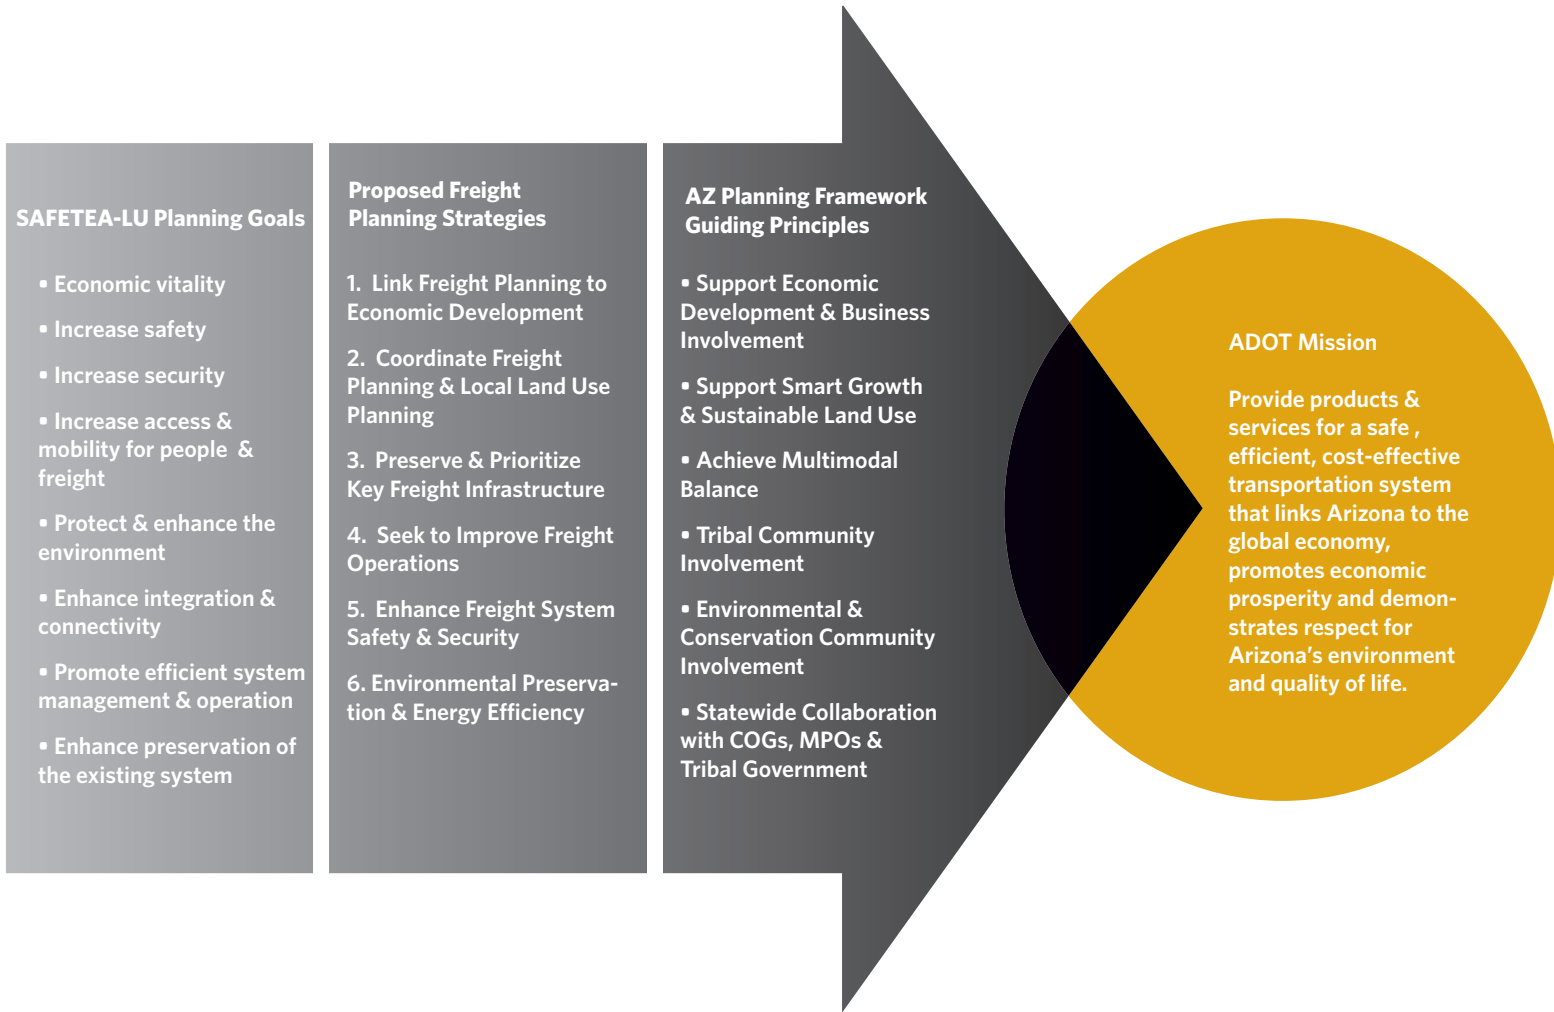 SAFETEA-LU Planning Goals
• Economic vitality
• Increase safety
• Increase security
• Increase access &
mobility for people &
freight
• Protect & enhance the
environment
• Enhance integration &
connectivity
• Promote efficient system
management & operation
• Enhance preservation of
the existing system
Proposed Freight
Planning Strategies
1. Link Freight Planning to
Economic Development
2. Coordinate Freight
Planning & Local Land Use
Planning
3. Preserve & Prioritize
Key Freight Infrastructure
4. Seek to Improve Freight
Operations
5. Enhance Freight System
Safety & Security
6. Environmental Preserva-
tion & Energy Efficiency
AZ Planning Framework
Guiding Principles
• Support Economic
Development & Business
Involvement
• Support Smart Growth
& Sustainable Land Use
• Achieve Multimodal
Balance
• Tribal Community
Involvement
• Environmental &
Conservation Community
Involvement
• Statewide Collaboration
with COGs, MPOs &
Tribal Government
ADOT Mission
Provide products &
services for a safe ,
efficient, cost-effective
transportation system
that links Arizona to the
global economy,
promotes economic
prosperity and demon-
strates respect for
Arizona's environment
and quality of life.